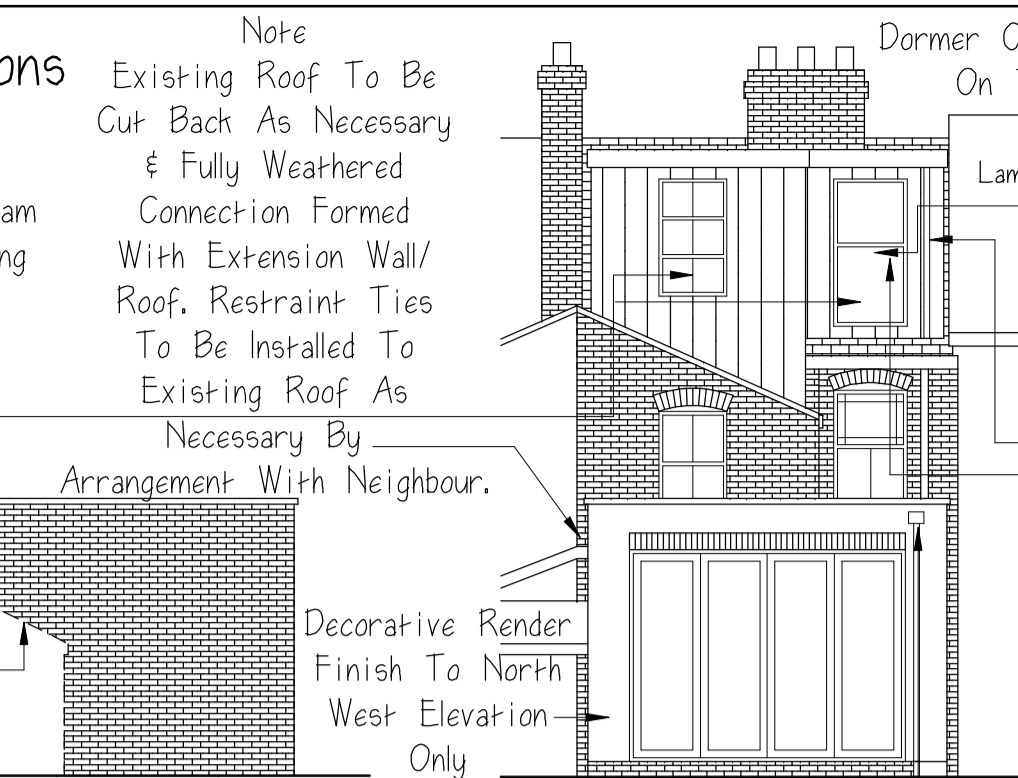 Note
Existing Roof To Be
Cut Back As Necessary
& Fully Weathered
Connection Formed
With Extension Wall/
Roof. Restraint Ties
To Be Installed To
Existing Roof As
Necessary By
Arrangement With Neighbour.
Decorative Render
Finish To North
West Elevation
Only
Dormer
On